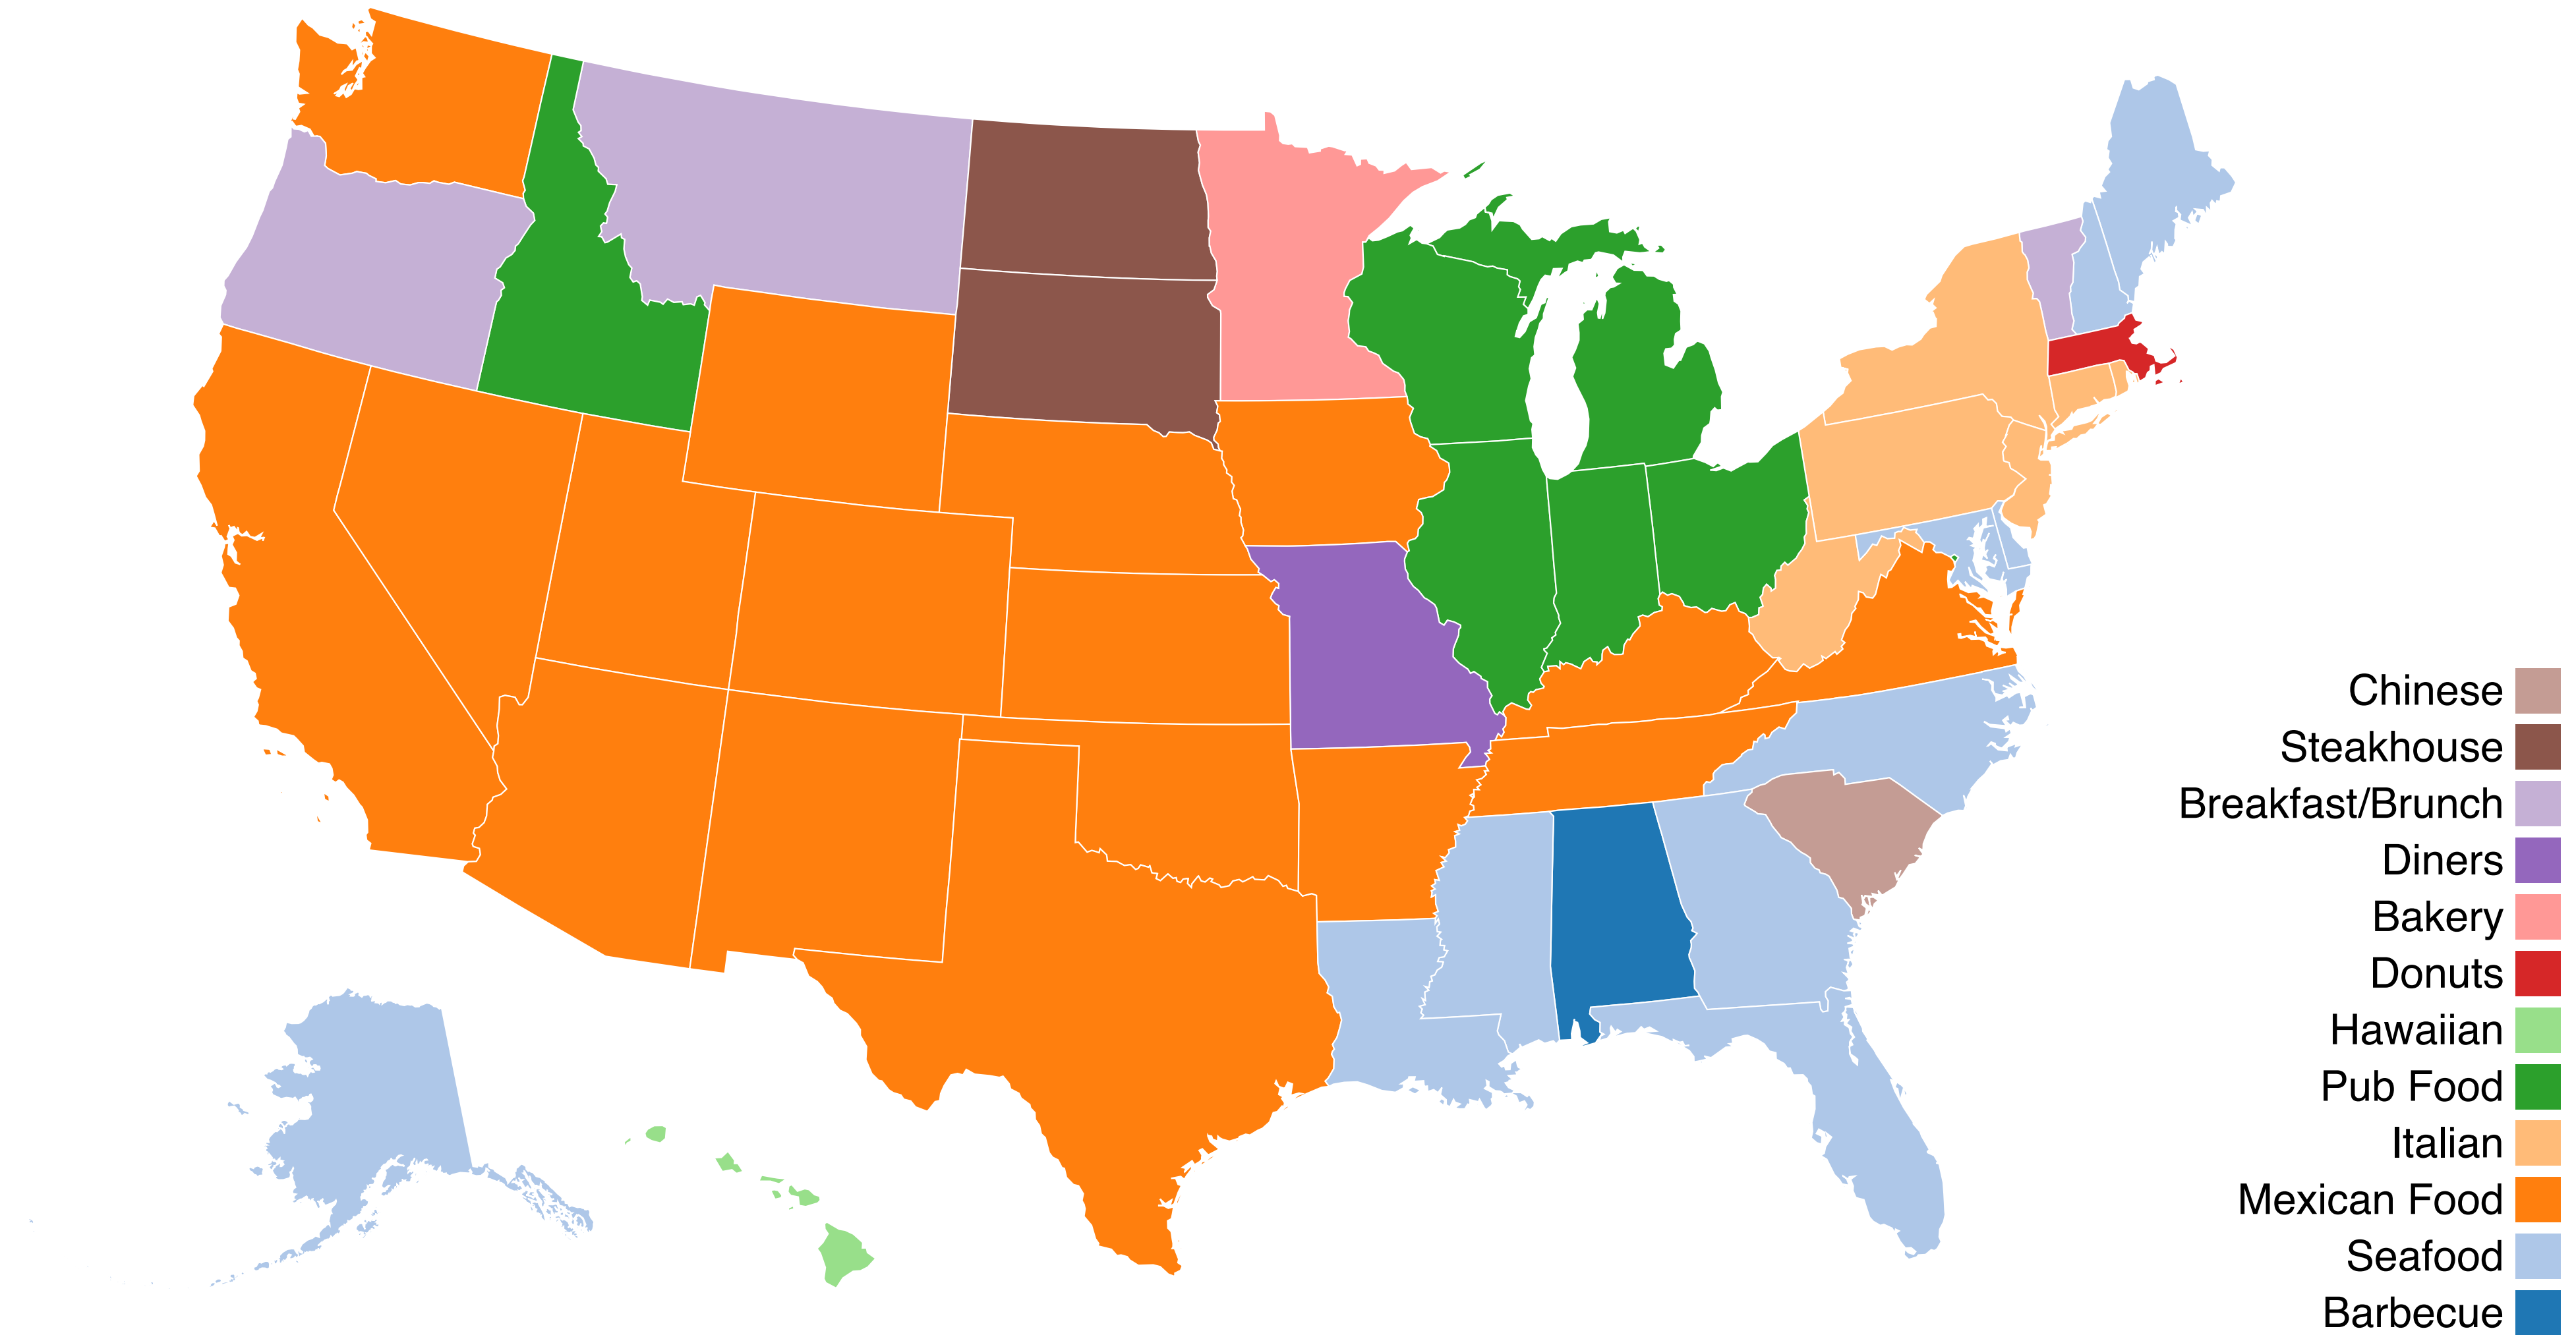 Chinese
Steakhouse
Breakfast/Brunch
Diners
Bakery
Donuts
Hawaiian
Pub Food
Italian
Mexican Food
Seafood
Barbecue